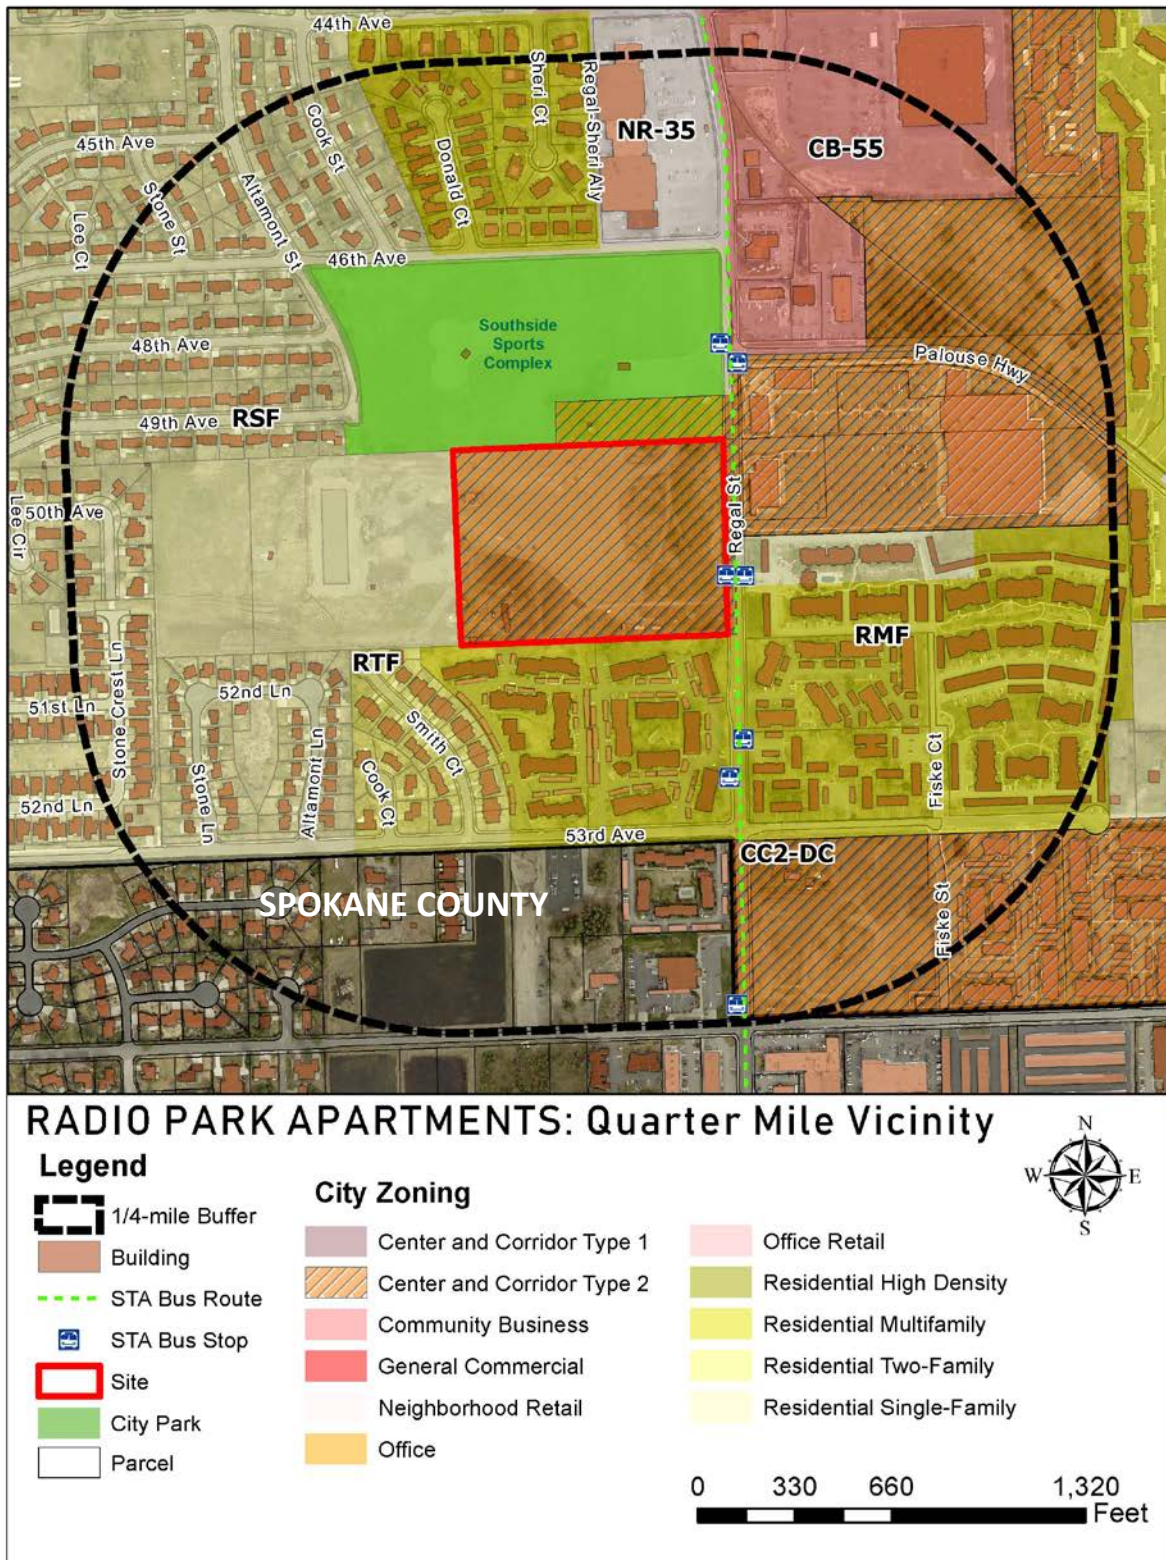 44th Ave
45th Ave
Cook St
Sheri Ct
Regal-Sheri Aly
NR-35
CB-55
Donald Ct
Stone St
Altamont St
Lee Ct
46th Ave
Southside
Sports
Complex
48th Ave
Palouse Hwy
49th Ave
RSF
Regal St
50th Ave
Lee Cir
RMF
RTF
52nd Ln
51st Ln
Stone Crest Ln
Smith Ct
Stone Ln
Altamont Ln
Cook Ct
Fiske Ct
52nd Ln
53rd Ave
CC2-DC
SPOKANE COUNTY
Fiske St
RADIO PARK APARTMENTS: Quarter Mile Vicinity
N
W E
S
Legend
1/4-mile Buffer
Building
STA Bus Route
STA Bus Stop
Site
City Park
Parcel
City Zoning
Center and Corridor Type 1
Center and Corridor Type 2
Community Business
General Commercial
Neighborhood Retail
Office
Office Retail
Residential High Density
Residential Multifamily
Residential Two-Family
Residential Single-Family
0 330 660 1,320
Feet